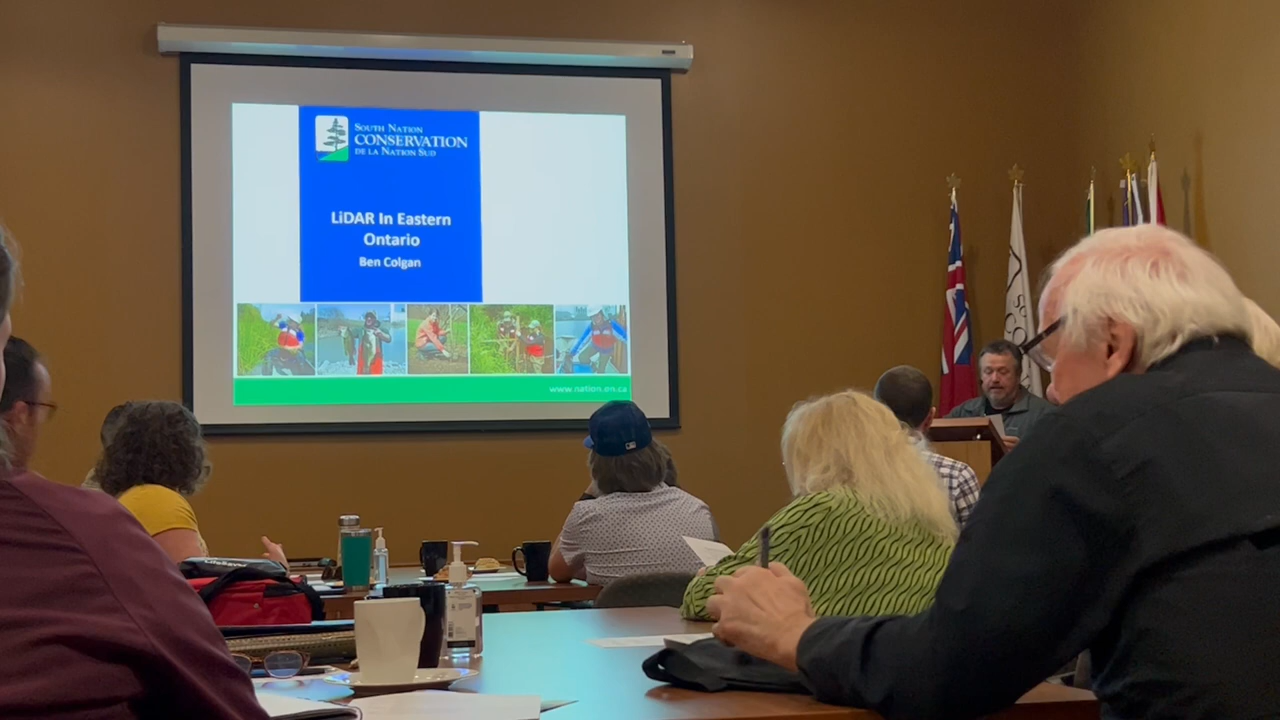 SOUTH NATION
CONSERVATION
DE LA NATION SUD
LiDAR In Eastern
Ontario
Ben Colgan
www.nation.on.ca